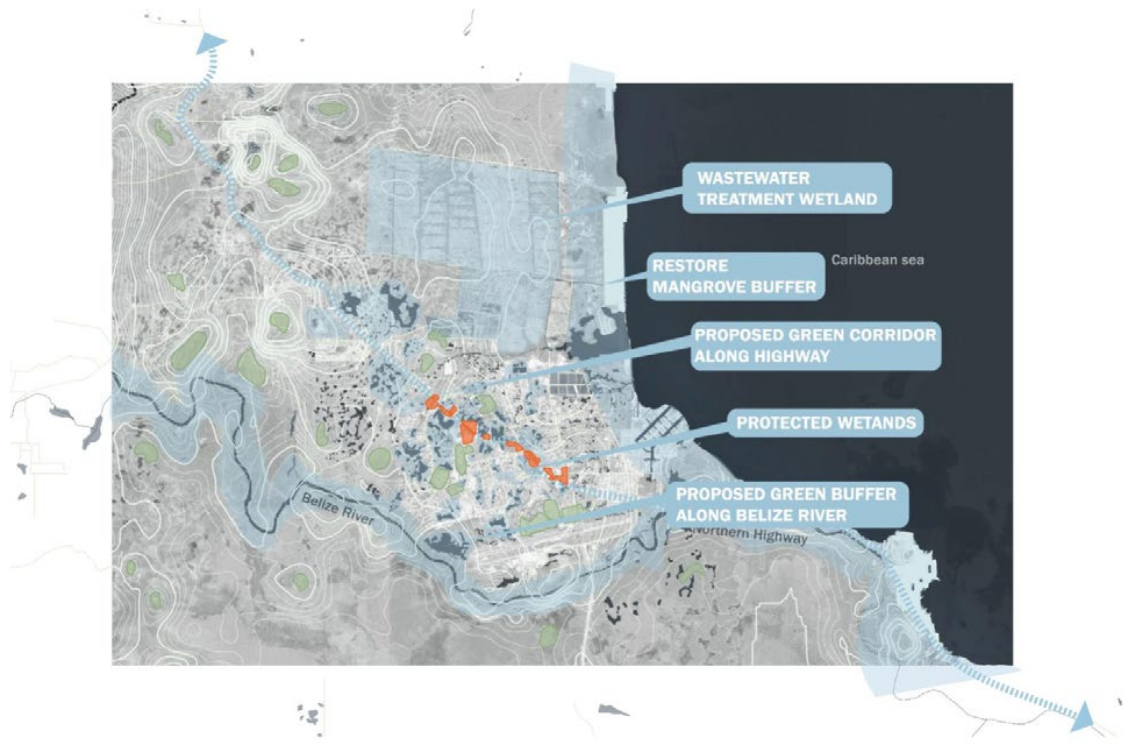 WASTEWATER
TREATMENT WETLAND
RESTORE
MANGROVE BUFFER
Caribbean sea
PROPOSED GREEN CORRIDOR
ALONG HIGHWAY
PROTECTED WETANDS
PROPOSED GREEN BUFFER
ALONG BELIZE RIVER
Belize River
Northern Highway